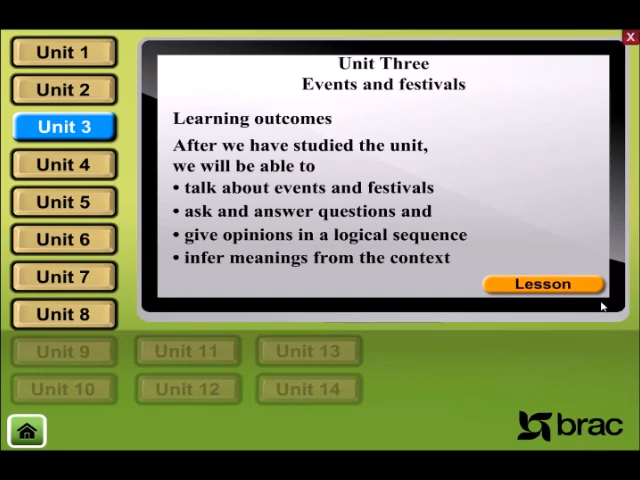 X
Unit 1
Unit 2
Unit 3
Unit 4
Unit 5
Unit 6
Unit 7
Unit 8
Unit Three
Events and festivals
Learning outcomes
After we have studied the unit,
we will be able to
• talk about events and festivals
• ask and answer questions and
• give opinions in a logical sequence
• infer meanings from the context
Lesson
Unit 9
Unit 11
Unit 13
Unit 10
Unit 12
Unit 14
brac